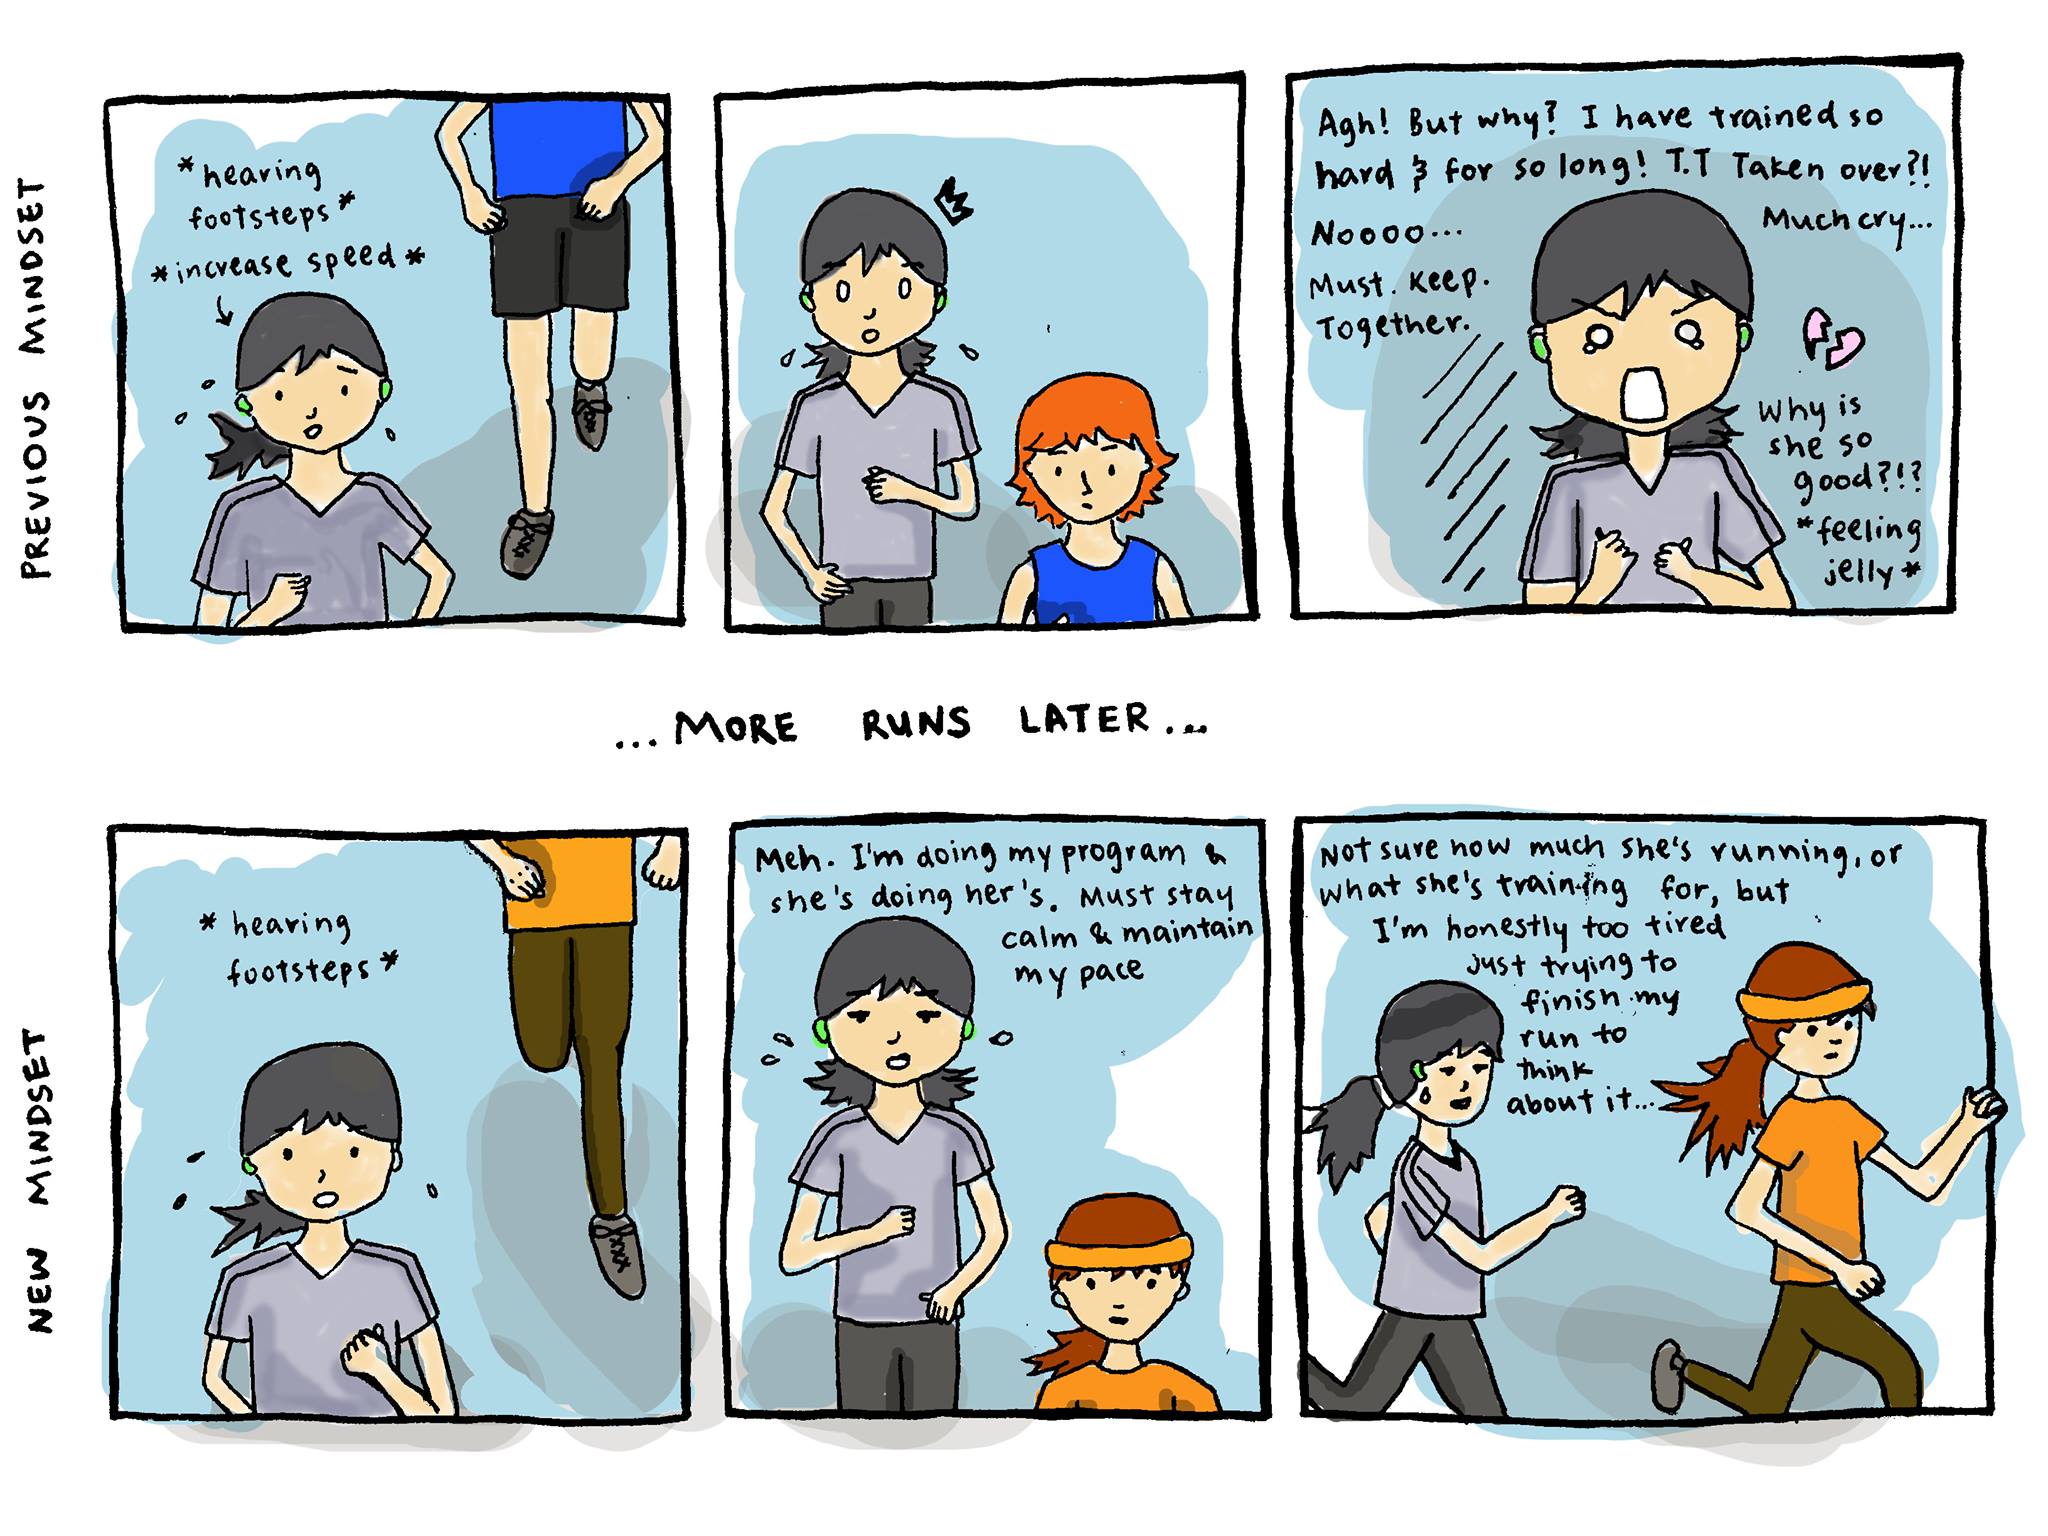 PREVIOUS MINDSET
*hearing
footsteps*
*increase speed*
Agh! But why? I have trained so
hard & for so long! T.T Taken over?!
Noooo...
Much cry...
Must. Keep.
Together.
Why is
she so
good?!?
*feeling
jelly*
...MORE RUNS LATER...
NEW MINDSET
*hearing
footsteps*
Meh. I'm doing my program &
she's doing her's. Must stay
calm & maintain
my pace
Not sure how much she's running, or
what she's training for, but
I'm honestly too tired
just trying to
finish my
run to
think
about it...